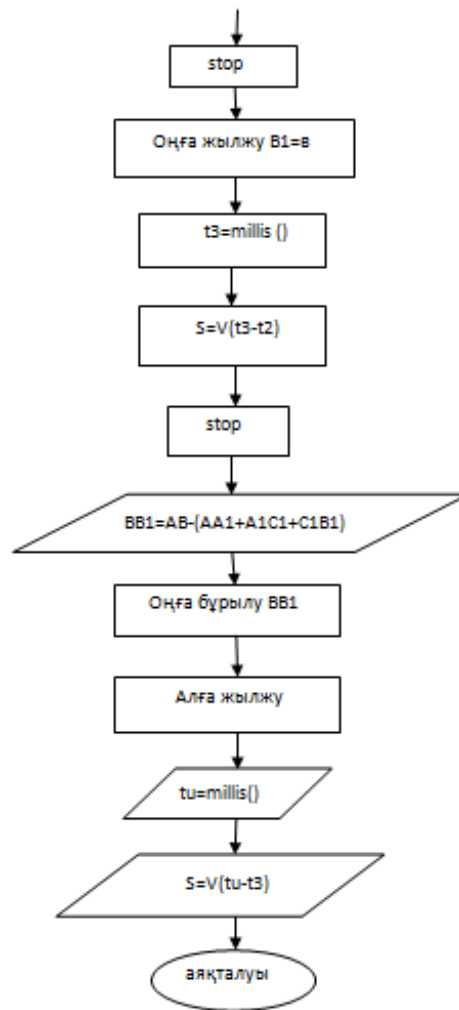 stop
Оңға жылжу B1=в
t3=millis ()
S=V(t3-t2)
stop
BB1=AB-(AA1+A1C1+C1B1)
Оңға бұрылу BB1
Алға жылжу
tu=millis()
S=V(tu-t3)
аяқталуы